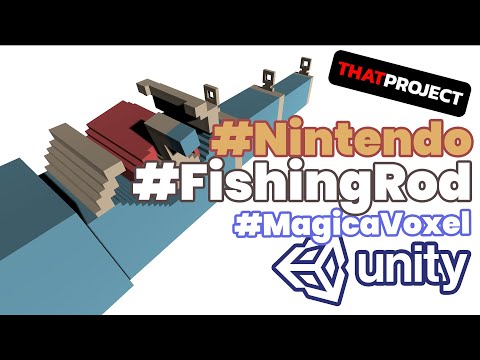 THATPROJECT
#Nintendo
#FishingRod
#MagicaVoxel
unity